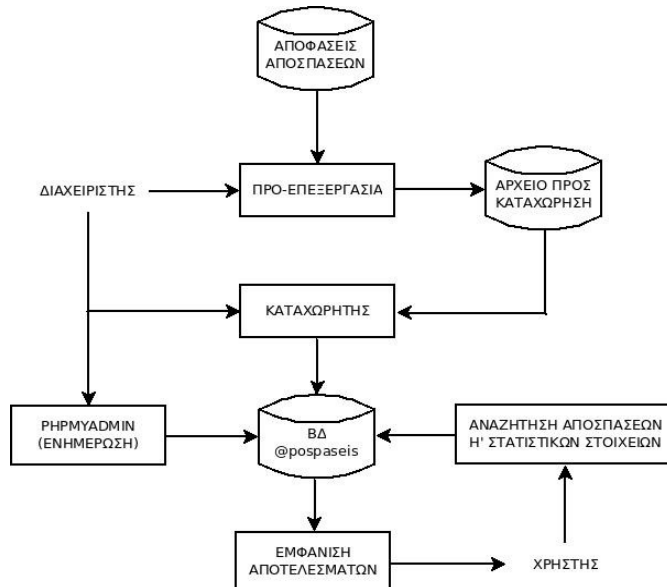 ΑΠΟΦΑΣΕΙΣ
ΑΠΟΣΠΑΣΕΩΝ
ΔΙΑΧΕΙΡΙΣΤΗΣ
ΠΡΟ-ΕΠΕΞΕΡΓΑΣΙΑ
ΑΡΧΕΙΟ ΠΡΟΣ
ΚΑΤΑΧΩΡΗΣΗ
ΚΑΤΑΧΩΡΗΤΗΣ
PHPMYADMIN
(ΕΝΗΜΕΡΩΣΗ)
ΒΔ
@pospaseis
ΑΝΑΖΗΤΗΣΗ ΑΠΟΣΠΑΣΕΩΝ
Η' ΣΤΑΤΙΣΤΙΚΩΝ ΣΤΟΙΧΕΙΩΝ
ΕΜΦΑΝΙΣΗ
ΑΠΟΤΕΛΕΣΜΑΤΩΝ
ΧΡΗΣΤΗΣ